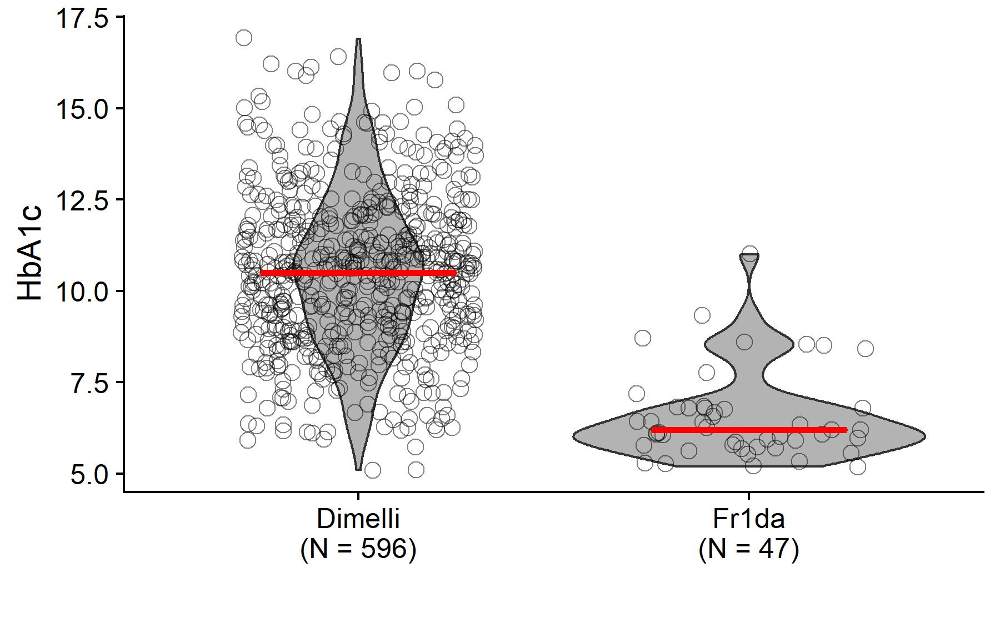 17.5
15.0
12.5
10.0
7.5
5.0
HbA1c
Dimelli
(N = 596)
Fr1da
(N = 47)